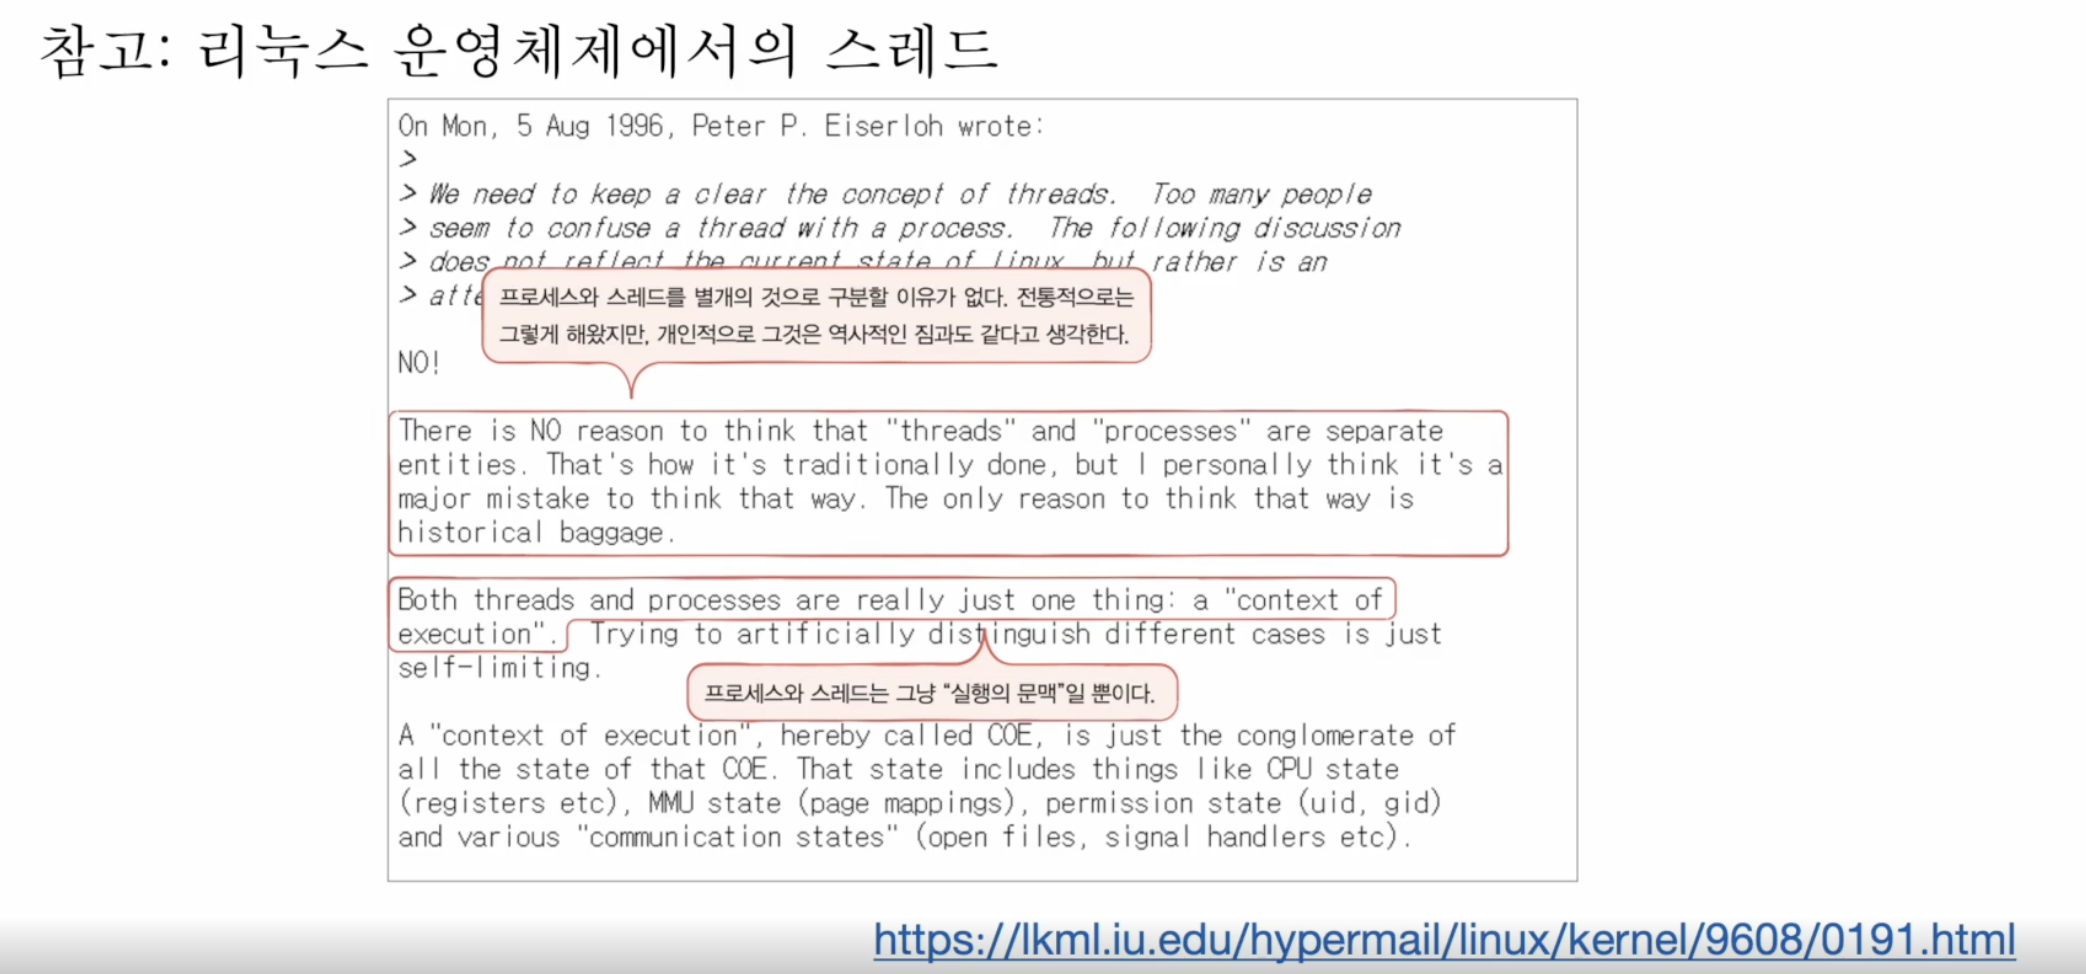 참고: 리눅스 운영체제에서의 스레드
On Mon, 5 Aug 1996, Peter P. Eiserloh wrote:
>
> We need to keep a clear the concept of threads. Too many people
> seem to confuse a thread with a process. The following discussion
> does not reflect the current state of linux, but rather is an
> atte
프로세스와 스레드를 별개의 것으로 구분할 이유가 없다. 전통적으로는
그렇게 해왔지만, 개인적으로 그것은 역사적인 짐과도 같다고 생각한다.
NO!
There is NO reason to think that "threads" and "processes" are separate
entities. That's how it's traditionally done, but I personally think it's a
major mistake to think that way. The only reason to think that way is
historical baggage.
Both threads and processes are really just one thing: a "context of
execution". Trying to artificially distinguish different cases is just
self-limiting.
프로세스와 스레드는 그냥 “실행의 문맥”일 뿐이다.
A "context of execution", hereby called COE, is just the conglomerate of
all the state of that COE. That state includes things like CPU state
(registers etc), MMU state (page mappings), permission state (uid, gid)
and various "communication states" (open files, signal handlers etc).
https://lkml.iu.edu/hypermail/linux/kernel/9608/0191.html